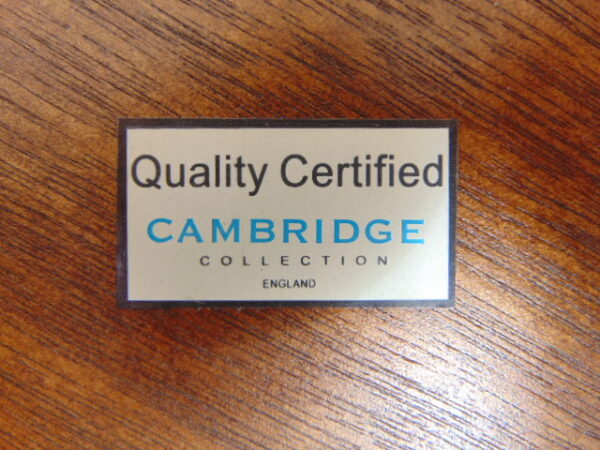 Quality Certified
CAMBRIDGE
COLLECTION
ENGLAND